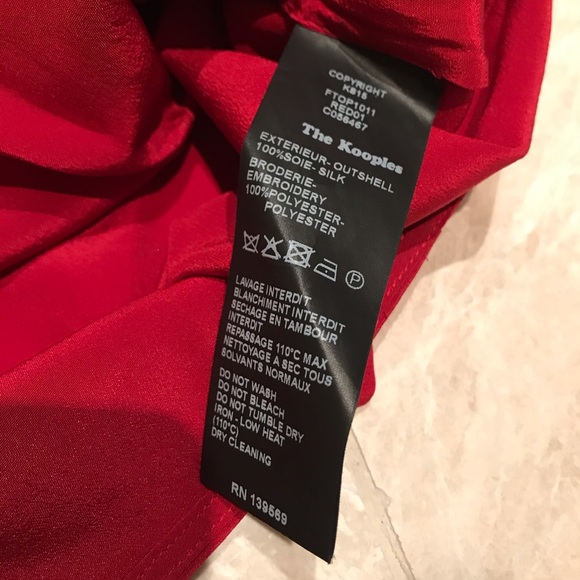 COPYRIGHT
KS15
FTOP1011
RED01
C056467
The Kooples
EXTERIEUR- OUTSHELL
100%SOIE- SILK
BRODERIE-
EMBROIDERY
100%POLYESTER-
POLYESTER
P
LAVAGE INTERDIT
BLANCHIMENT INTERDIT
SECHAGE EN TAMBOUR
INTERDIT
REPASSAGE 110°C MAX
NETTOYAGE A SEC TOUS
SOLVANTS NORMAUX
DO NOT WASH
DO NOT BLEACH
DO NOT TUMBLE DRY
IRON - LOW HEAT
(110°C)
DRY CLEANING
RN 139569